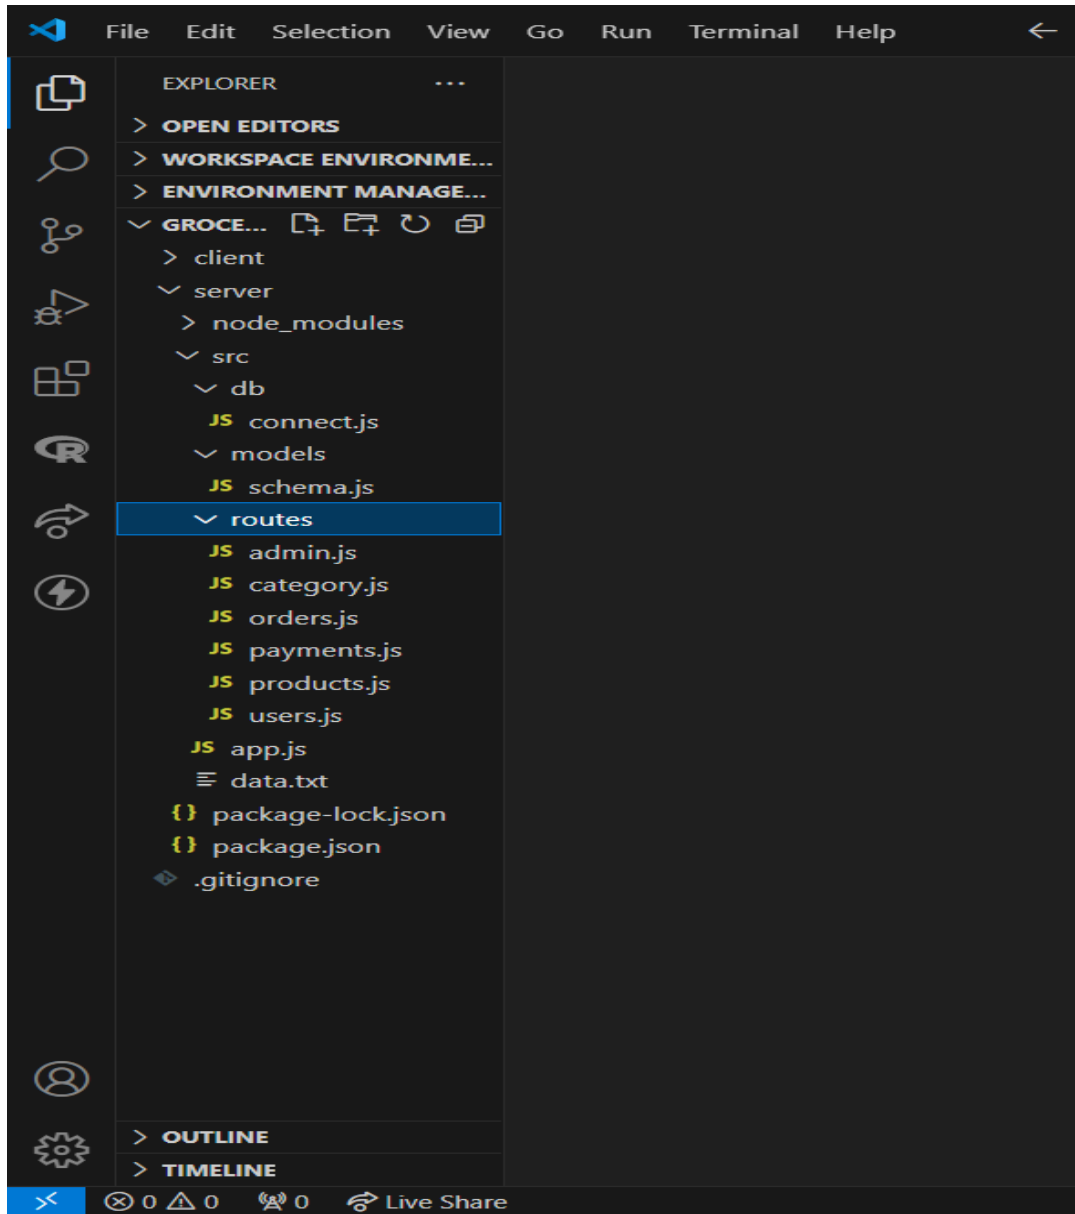 File Edit Selection View Go Run Terminal Help
EXPLORER ...
OPEN EDITORS
WORKSPACE ENVIRONME...
ENVIRONMENT MANAGE...
GROCE...
client
server
node_modules
src
db
JS connect.js
models
JS schema.js
routes
JS admin.js
JS category.js
JS orders.js
JS payments.js
JS products.js
JS users.js
JS app.js
data.txt
{} package-lock.json
{} package.json
.gitignore
OUTLINE
TIMELINE
0 0 0 Live Share